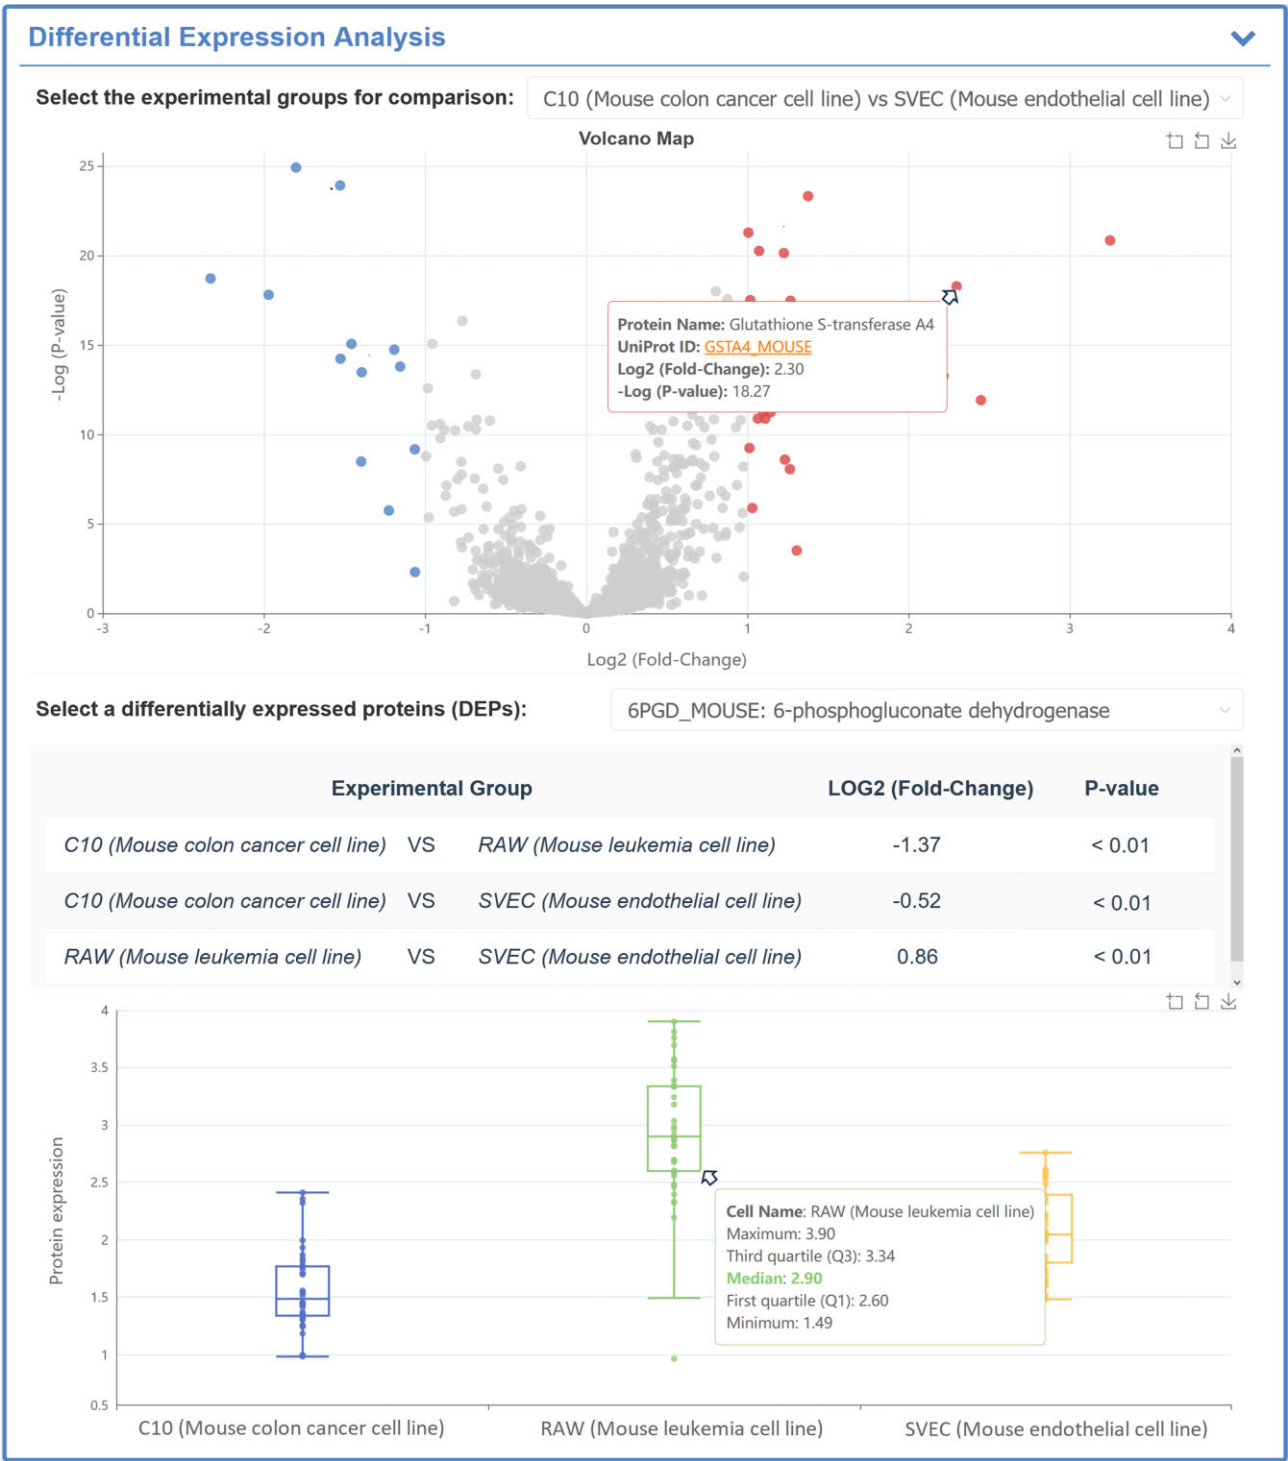 Differential Expression Analysis
Select the experimental groups for comparison: C10 (Mouse colon cancer cell line) vs SVEC (Mouse endothelial cell line)
Volcano Map
25
20
15
10
5
0
-Log (P-value)
Protein Name: Glutathione S-transferase A4
UniProt ID: GSTA4_MOUSE
Log2 (Fold-Change): 2.30
-Log (P-value): 18.27
-3 -2 -1 0 1 2 3 4
Log2 (Fold-Change)
Select a differentially expressed proteins (DEPs): 6PGD_MOUSE: 6-phosphogluconate dehydrogenase
Experimental Group LOG2 (Fold-Change) P-value
C10 (Mouse colon cancer cell line) VS RAW (Mouse leukemia cell line) -1.37 < 0.01
C10 (Mouse colon cancer cell line) VS SVEC (Mouse endothelial cell line) -0.52 < 0.01
RAW (Mouse leukemia cell line) VS SVEC (Mouse endothelial cell line) 0.86 < 0.01
4
3.5
3
2.5
2
1.5
1
0.5
Protein expression
Cell Name: RAW (Mouse leukemia cell line)
Maximum: 3.90
Third quartile (Q3): 3.34
Median: 2.90
First quartile (Q1): 2.60
Minimum: 1.49
C10 (Mouse colon cancer cell line) RAW (Mouse leukemia cell line) SVEC (Mouse endothelial cell line)